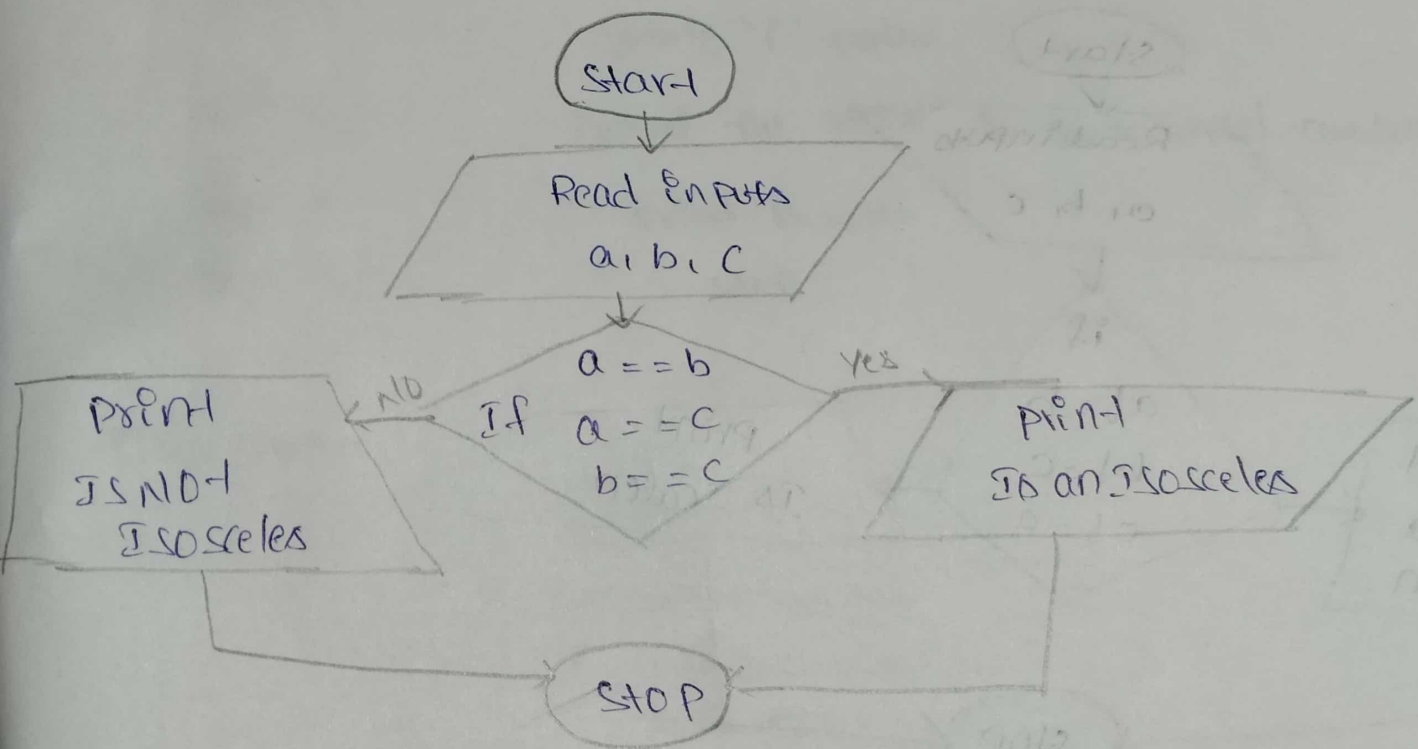 Start
Read inputs
a, b, c
If
a == b
a == c
b == c
NO
yes
print
IS NOt
Isosceles
print
Is an Isosceles
Stop